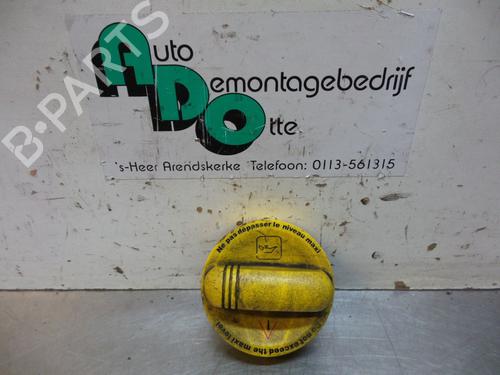 B-PARTS
Auto
Demontagebedrijf
Otte
's-Heer Arendskerke Telefoon: 0113-561315
Ne pas dépasser le niveau maxi
Do not exceed the maxi level